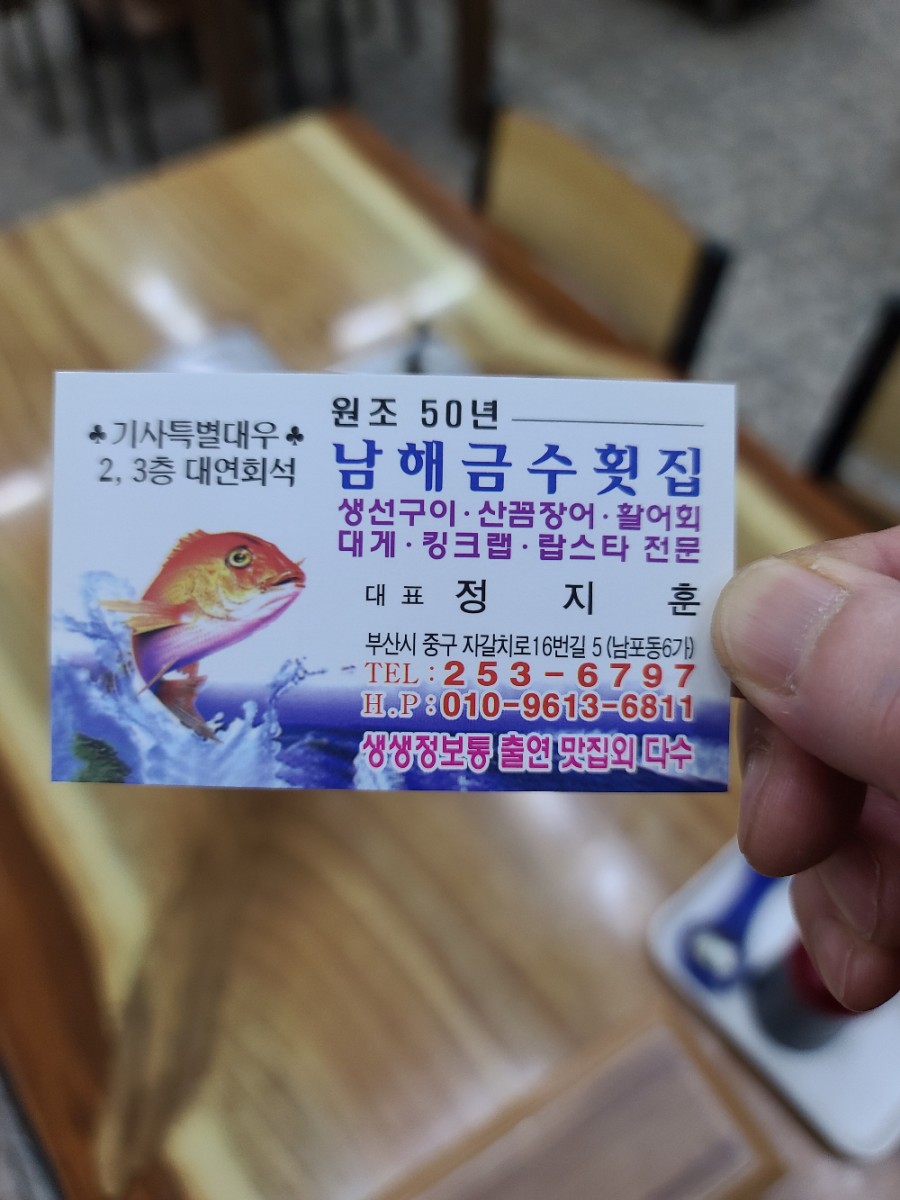 ♣기사특별대우♣
2, 3층 대연회석
원조 50년
남해금수횟집
생선구이·산꼼장어·활어회
대게·킹크랩·랍스타 전문
대표 정지훈
부산시 중구 자갈치로16번길 5 (남포동6가)
TEL : 253-6797
H.P : 010-9613-6811
생생정보통 출연 맛집외 다수